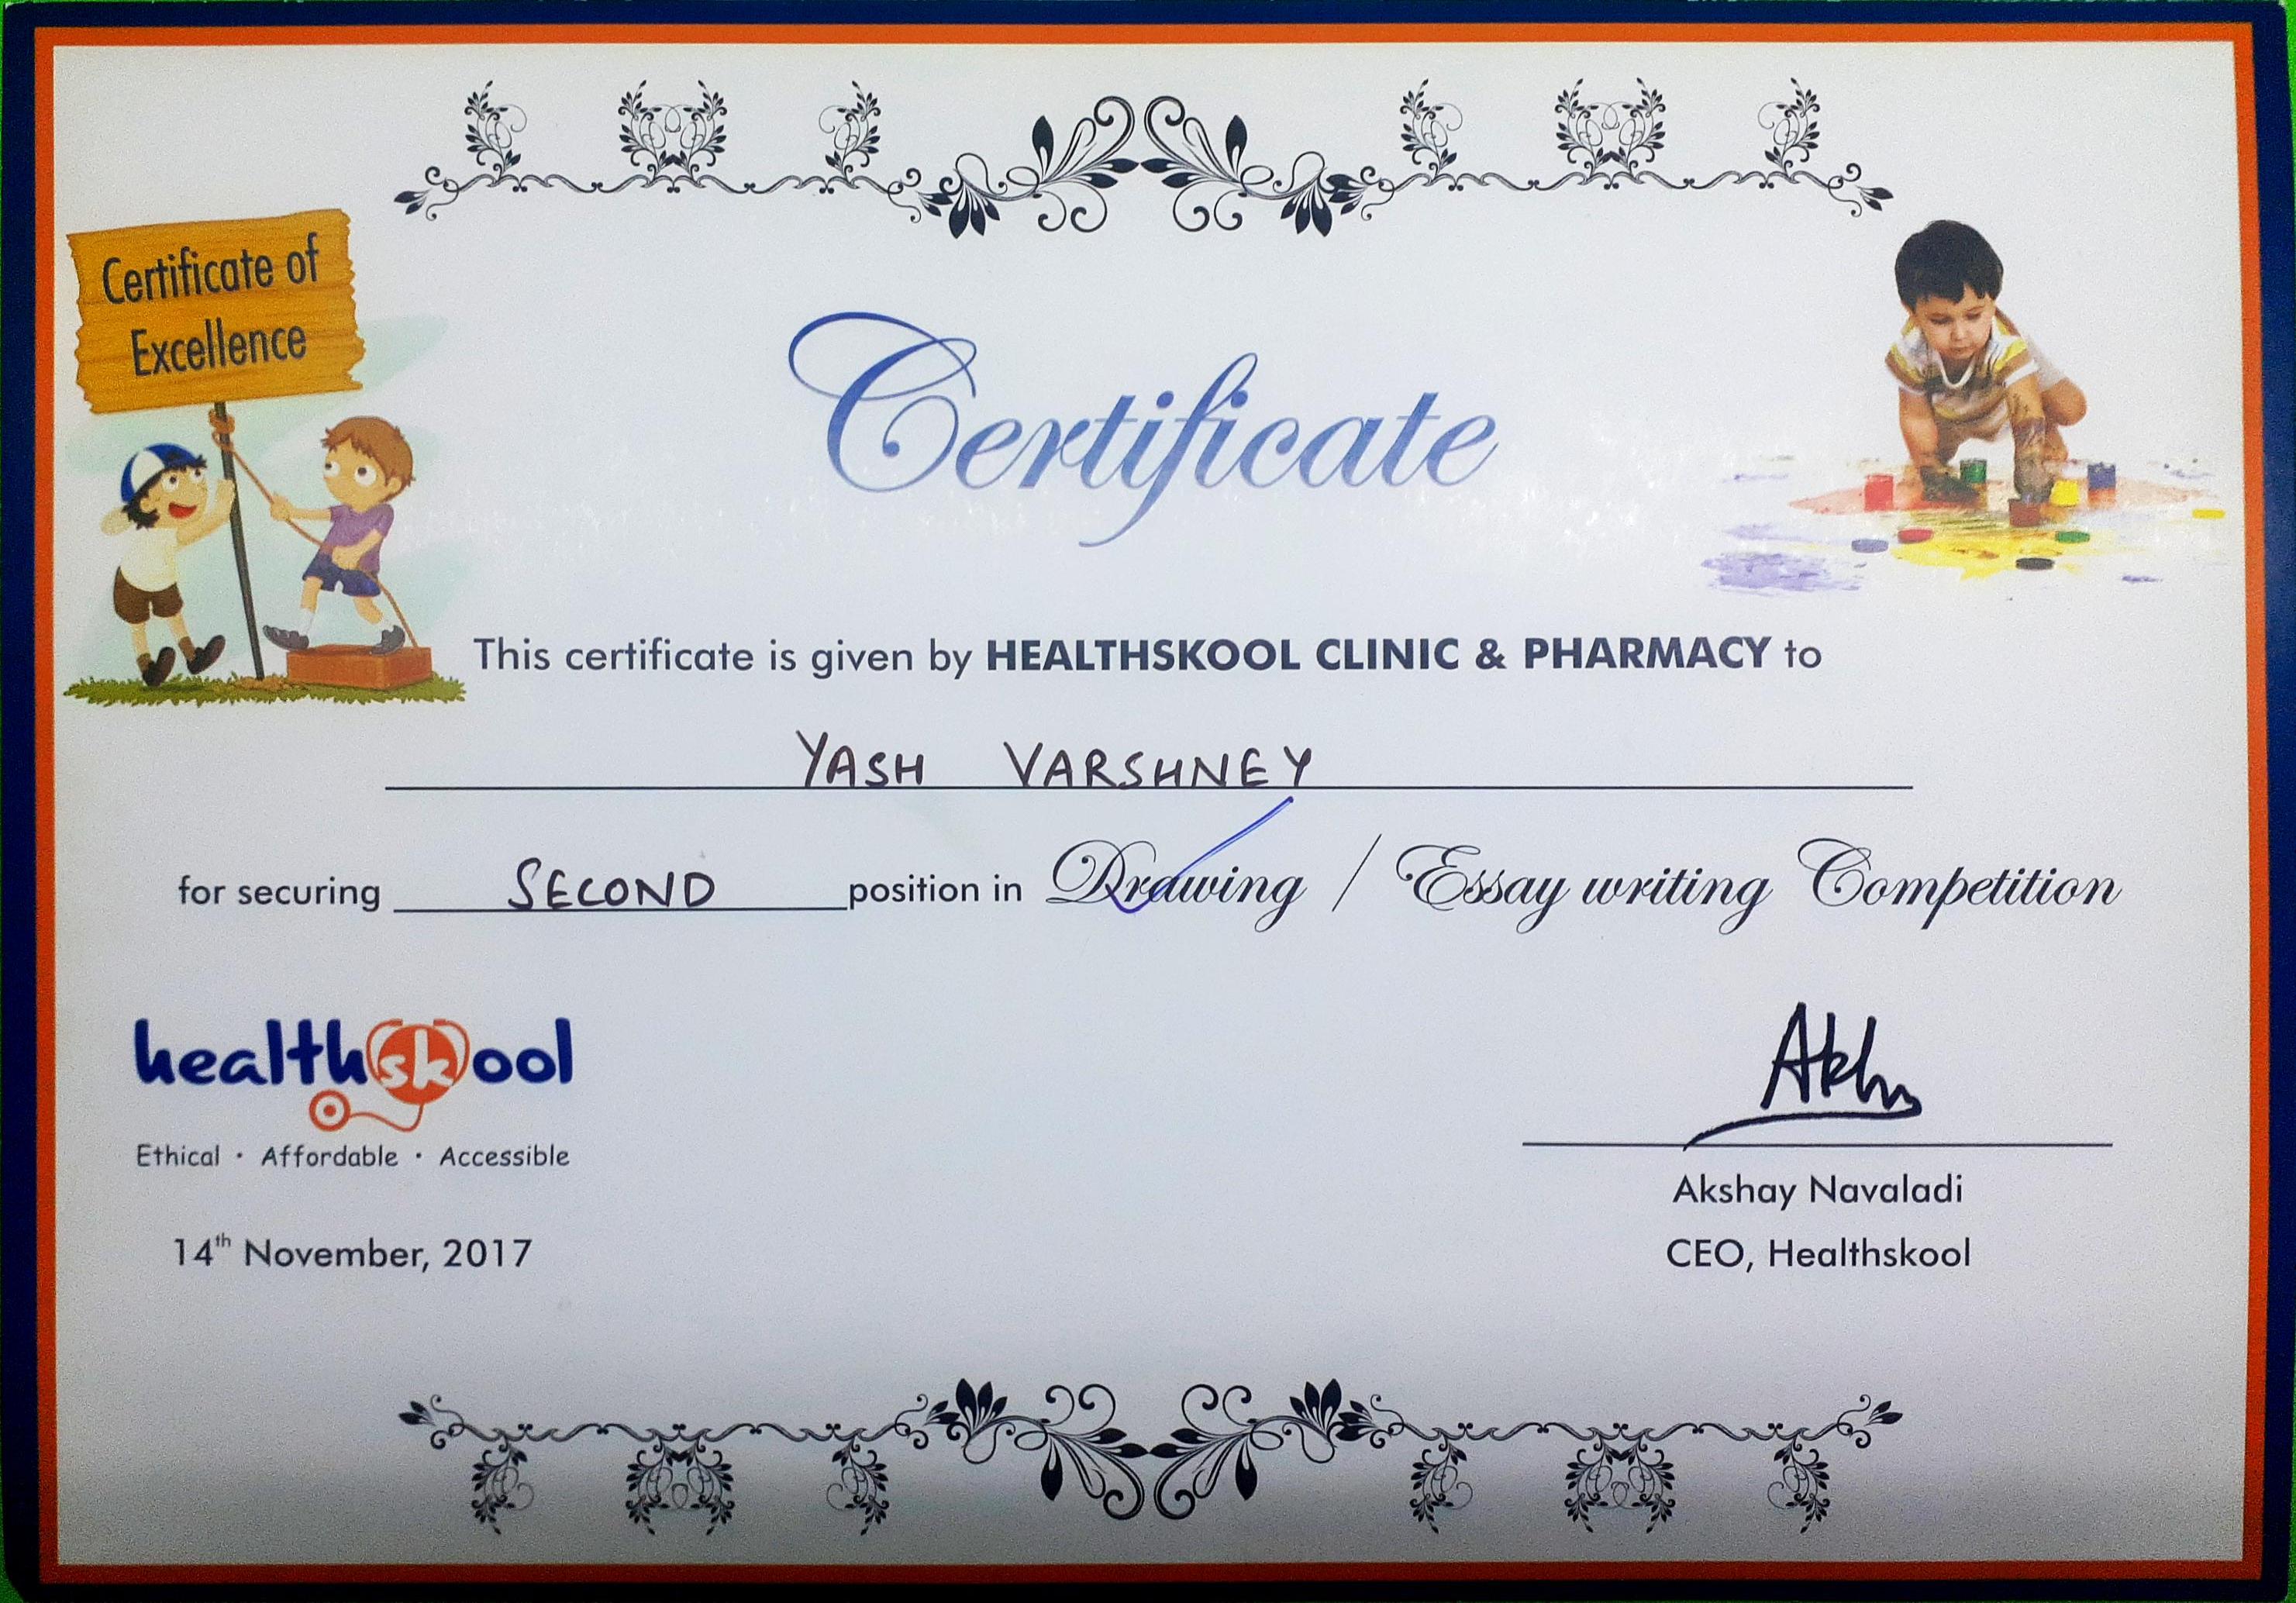 Certificate of
Excellence
Certificate
This certificate is given by HEALTHSKOOL CLINIC & PHARMACY to
YASH VARSHNEY
for securing SECOND position in Drawing / Essay writing Competition
healthskool
Ethical • Affordable • Accessible
14th November, 2017
Akshay Navaladi
CEO, Healthskool